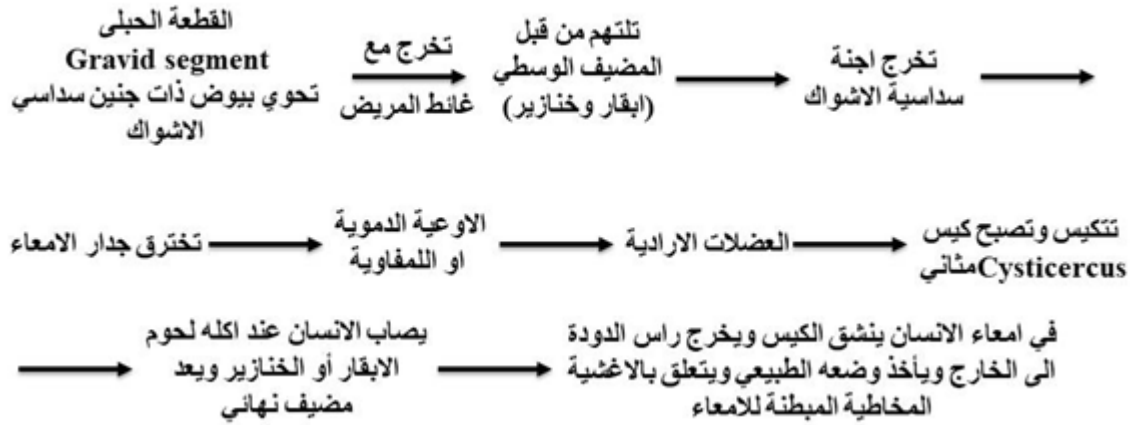 القطعة الحبلى
Gravid segment
تحوي بيوض ذات جنين سداسي
الاشواك
تخرج مع
غائط المريض
تلتهم من قبل
المضيف الوسطي
(ابقار وخنازير)
تخرج اجنة
سداسية الاشواك
تخترق جدار الامعاء
الاوعية الدموية
او اللمفاوية
العضلات الارادية
تتكيس وتصبح كيس
مثاني Cysticercus
يصاب الانسان عند اكله لحوم
الابقار أو الخنازير ويعد
مضيف نهائي
في امعاء الانسان ينشق الكيس ويخرج راس الدودة
الى الخارج ويأخذ وضعه الطبيعي ويتعلق بالاغشية
المخاطية المبطنة للامعاء